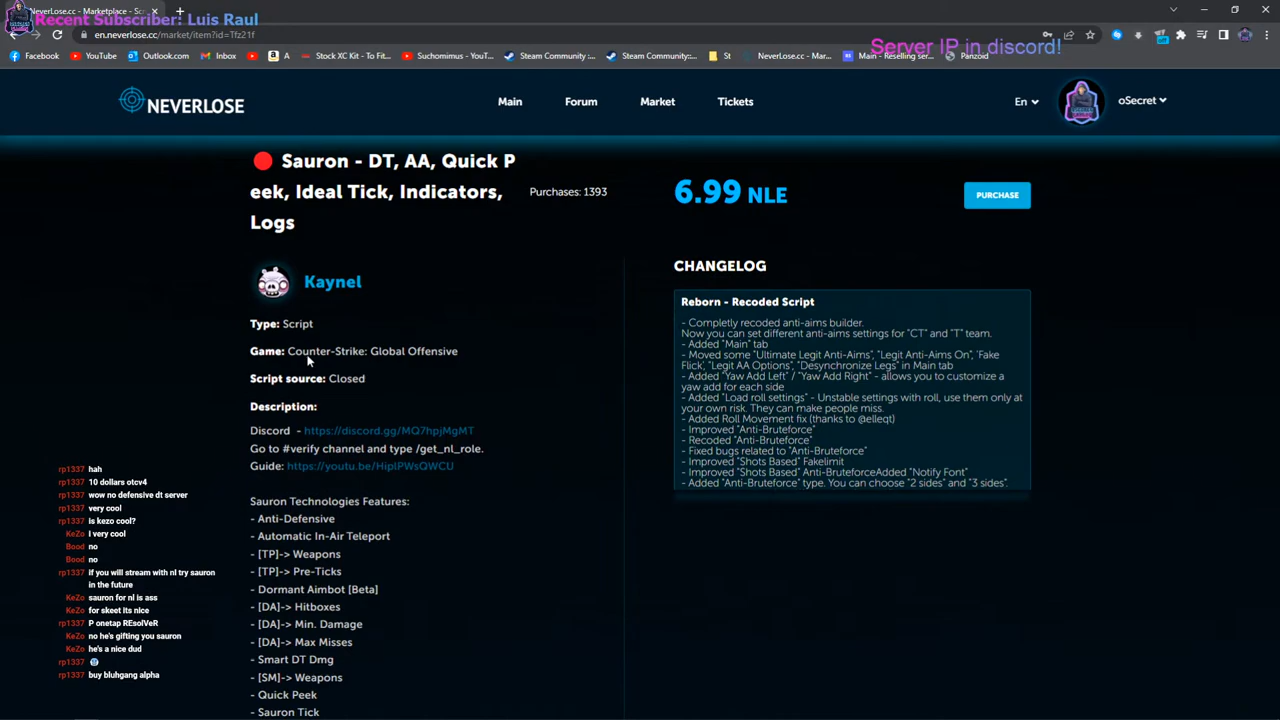 NeverLose.cc - Marketplace - Sc
Recent Subscriber: Luis Raul
en.neverlose.cc/market/item?id=Tfz21f
Server IP in discord!
Facebook
YouTube
Outlook.com
Inbox
A
Stock XC Kit - To Fit...
Suchomimus - YouT...
Steam Community :...
Steam Community:...
St
NeverLose.cc - Mar...
Main - Reselling ser...
Panzoid
NEVERLOSE
Main
Forum
Market
Tickets
En
oSecret
Sauron - DT, AA, Quick P
eek, Ideal Tick, Indicators,
Logs
Purchases: 1393
6.99 NLE
PURCHASE
Kaynel
Type: Script
Game: Counter-Strike: Global Offensive
Script source: Closed
Description:
Discord - https://discord.gg/MQ7hpjMgMT
Go to #verify channel and type /get_nl_role.
Guide: https://youtu.be/HiplPWsQWCU
Sauron Technologies Features:
- Anti-Defensive
- Automatic In-Air Teleport
- [TP]-> Weapons
- [TP]-> Pre-Ticks
- Dormant Aimbot [Beta]
- [DA]-> Hitboxes
- [DA]-> Min. Damage
- [DA]-> Max Misses
- Smart DT Dmg
- [SM]-> Weapons
- Quick Peek
- Sauron Tick
CHANGELOG
Reborn - Recoded Script
- Completly recoded anti-aims builder.
Now you can set different anti-aims settings for "CT" and "T" team.
- Added "Main" tab
- Moved some "Ultimate Legit Anti-Aims", "Legit Anti-Aims On", "Fake
Flick", "Legit AA Options", "Desynchronize Legs" in Main tab
- Added "Yaw Add Left" / "Yaw Add Right" - allows you to customize a
yaw add for each side
- Added "Load roll settings" - Unstable settings with roll, use them only at
your own risk. They can make people miss.
- Added Roll Movement fix (thanks to @elleqt)
- Improved "Anti-Bruteforce"
- Recoded "Anti-Bruteforce"
- Fixed bugs related to "Anti-Bruteforce"
- Improved "Shots Based" Fakelimit
- Improved "Shots Based" Anti-BruteforceAdded "Notify Font"
- Added "Anti-Bruteforce" type. You can choose "2 sides" and "3 sides".
rp1337 hah
rp1337 10 dollars otcv4
rp1337 wow no defensive dt server
rp1337 very cool
rp1337 is kezo cool?
KeZo I very cool
Bood no
Bood no
rp1337 if you will stream with nl try sauron
in the future
KeZo sauron for nl is ass
KeZo for skeet its nice
rp1337 P onetap REsolVeR
KeZo no he's gifting you sauron
KeZo he's a nice dud
rp1337
rp1337 buy bluhgang alpha